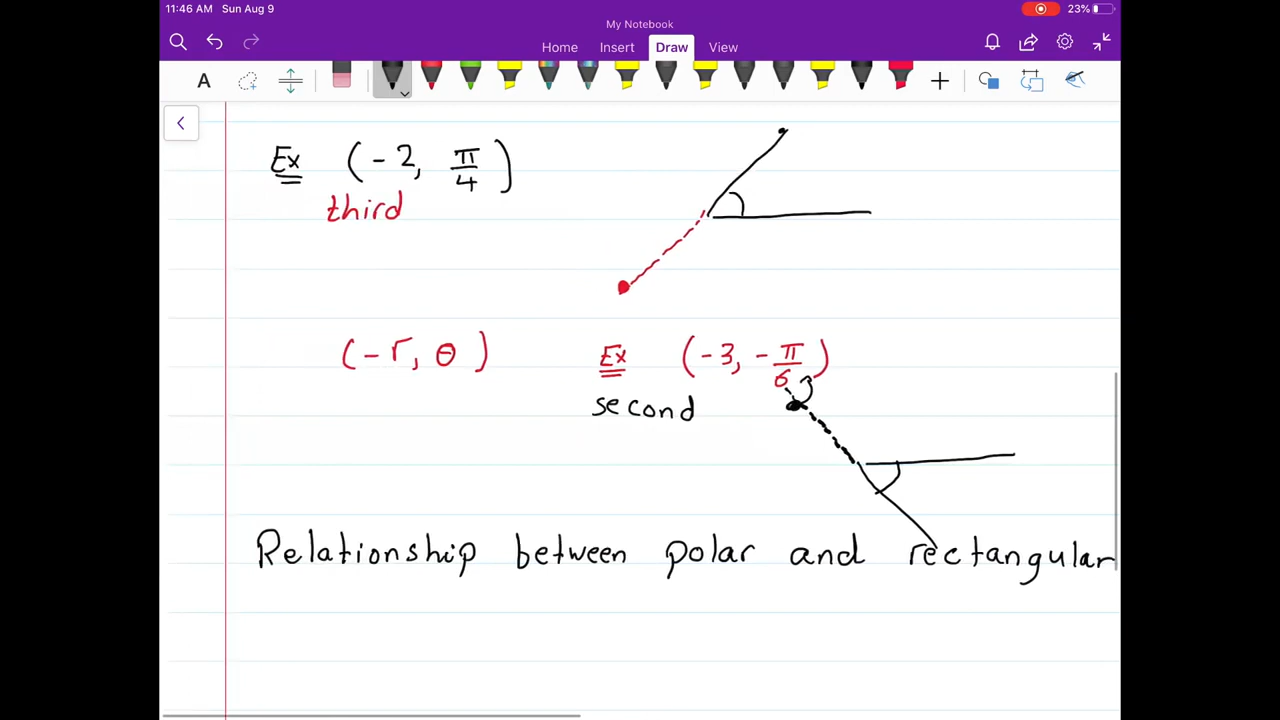 11:46 AM Sun Aug 9
23%
My Notebook
Home Insert Draw View
A
Ex (-2, π/4)
third
(-r, θ) Ex (-3, -π/6)
second
Relationship between polar and rectangular